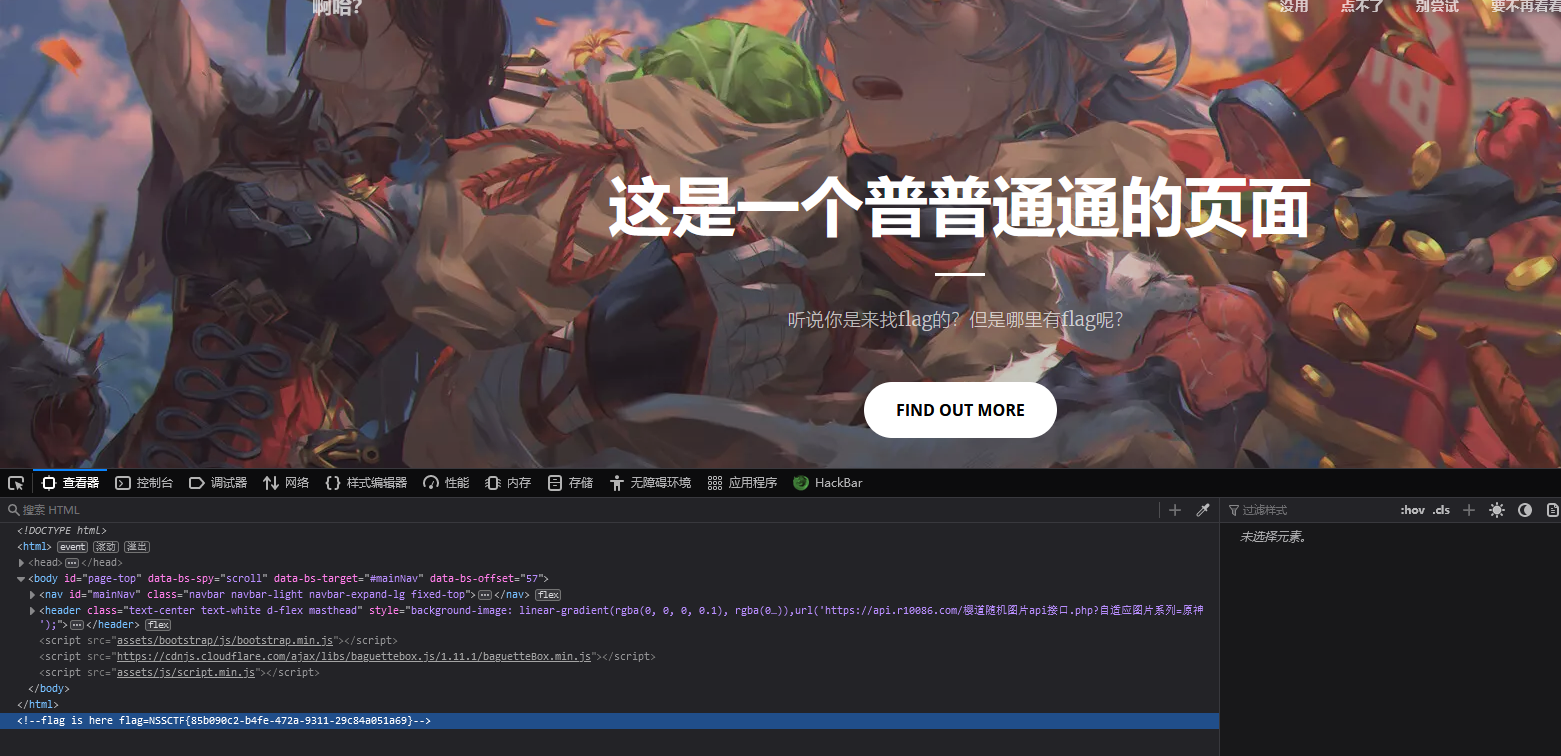 啊哈?
没用 点不了 别尝试 要不再看看
这是一个普普通通的页面
听说你是来找flag的？但是哪里有flag呢？
FIND OUT MORE
查看器 控制台 调试器 网络 样式编辑器 性能 内存 存储 无障碍环境 应用程序 HackBar
搜索 HTML
过滤样式 :hov .cls
未选择元素。
<!DOCTYPE html>
<html> event 滚动 溢出
<head></head>
<body id="page-top" data-bs-spy="scroll" data-bs-target="#mainNav" data-bs-offset="57">
<nav id="mainNav" class="navbar navbar-light navbar-expand-lg fixed-top"></nav> flex
<header class="text-center text-white d-flex masthead" style="background-image: linear-gradient(rgba(0, 0, 0, 0.1), rgba(0…)),url('https://api.r10086.com/樱道随机图片api接口.php?自适应图片系列=原神
');"></header> flex
<script src="assets/bootstrap/js/bootstrap.min.js"></script>
<script src="https://cdnjs.cloudflare.com/ajax/libs/baguettebox.js/1.11.1/baguetteBox.min.js"></script>
<script src="assets/js/script.min.js"></script>
</body>
</html>
<!--flag is here flag=NSSCTF{85b090c2-b4fe-472a-9311-29c84a051a69}-->